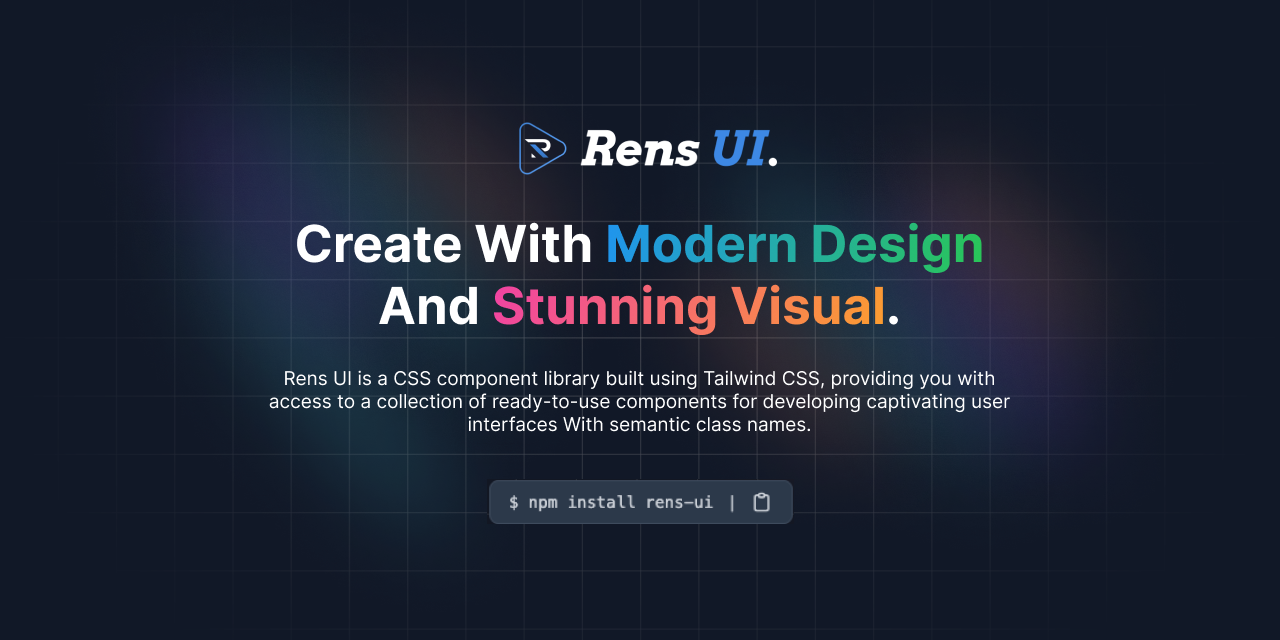 Rens UI.
Create With Modern Design
And Stunning Visual.
Rens UI is a CSS component library built using Tailwind CSS, providing you with
access to a collection of ready-to-use components for developing captivating user
interfaces With semantic class names.
$ npm install rens-ui |